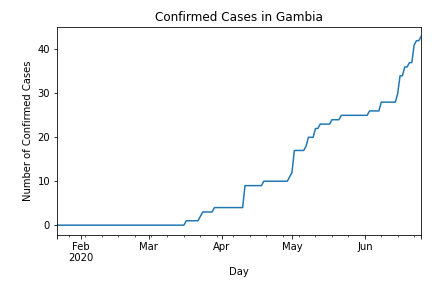 Confirmed Cases in Gambia
Number of Confirmed Cases
40
30
20
10
0
Feb Mar Apr May Jun
2020
Day